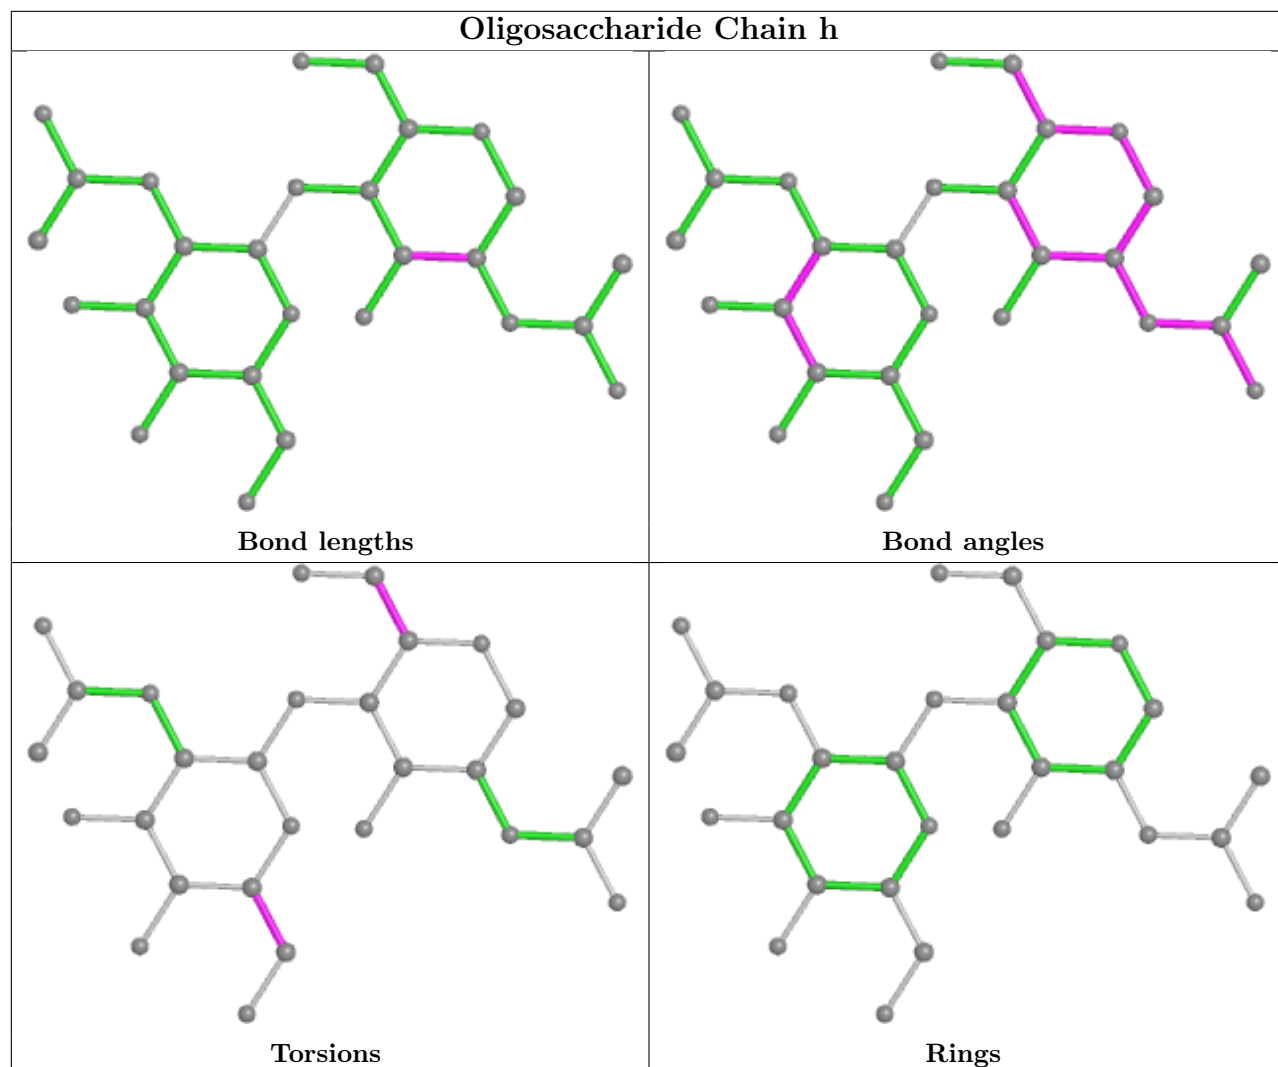 Oligosaccharide Chain h
Bond lengths
Bond angles
Torsions
Rings